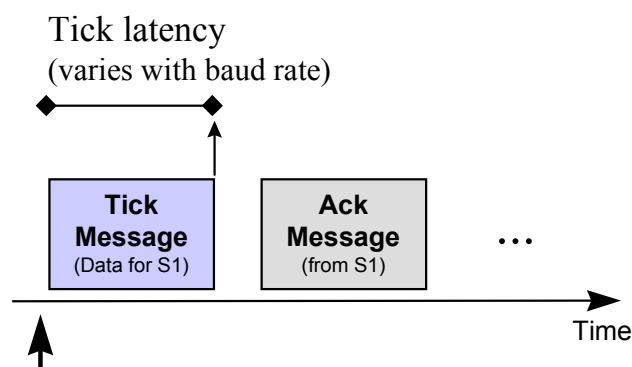 Tick latency
(varies with baud rate)
Tick
Message
(Data for S1)
Ack
Message
(from S1)
...
Time